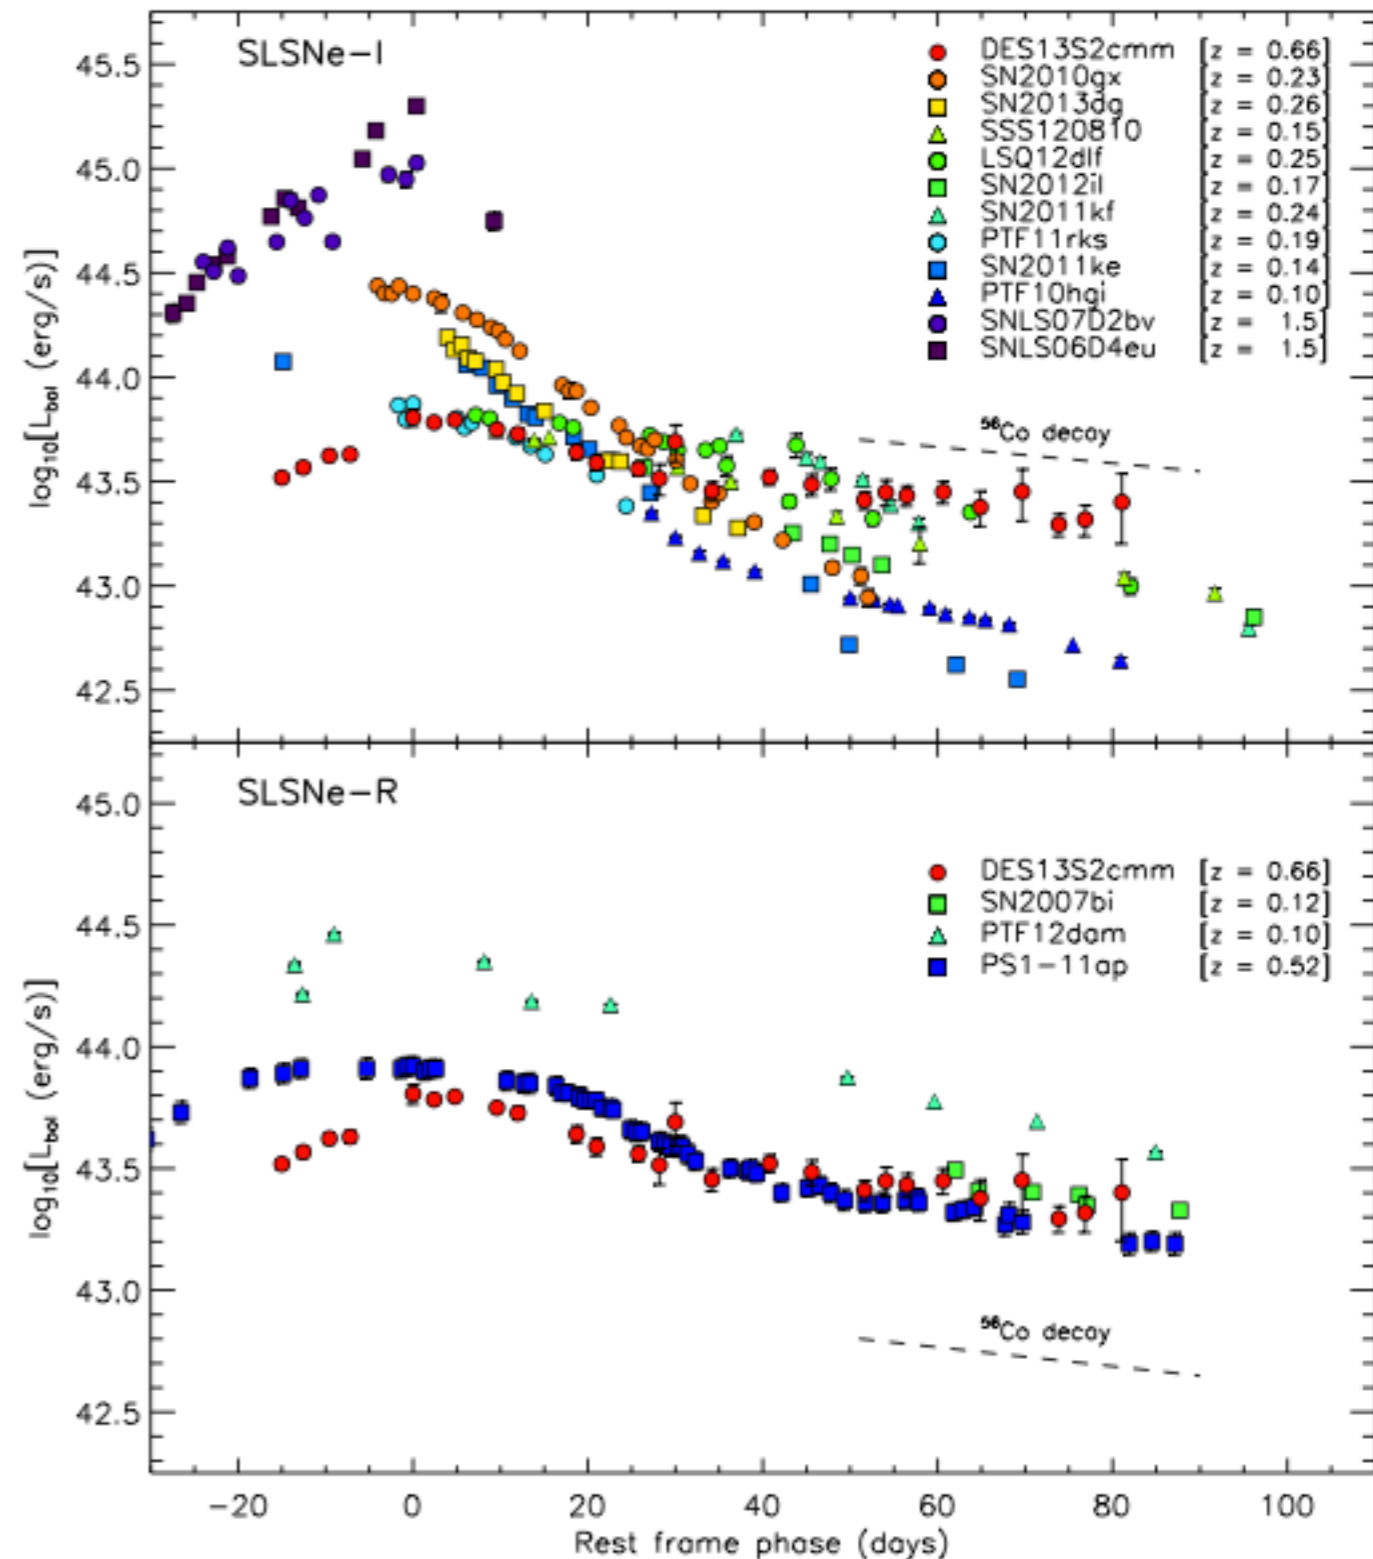 SLSNe-I
DES13S2cmm [z = 0.66]
SN2010gx [z = 0.23]
SN2013dg [z = 0.26]
SSS120810 [z = 0.15]
LSQ12dlf [z = 0.25]
SN2012il [z = 0.17]
SN2011kf [z = 0.24]
PTF11rks [z = 0.19]
SN2011ke [z = 0.14]
PTF10hgi [z = 0.10]
SNLS07D2bv [z = 1.5]
SNLS06D4eu [z = 1.5]
45.5
45.0
44.5
44.0
43.5
43.0
42.5
log₁₀[L_bol (erg/s)]
⁵⁶Co decay
SLSNe-R
DES13S2cmm [z = 0.66]
SN2007bi [z = 0.12]
PTF12dam [z = 0.10]
PS1-11ap [z = 0.52]
45.0
44.5
44.0
43.5
43.0
42.5
log₁₀[L_bol (erg/s)]
⁵⁶Co decay
-20 0 20 40 60 80 100
Rest frame phase (days)